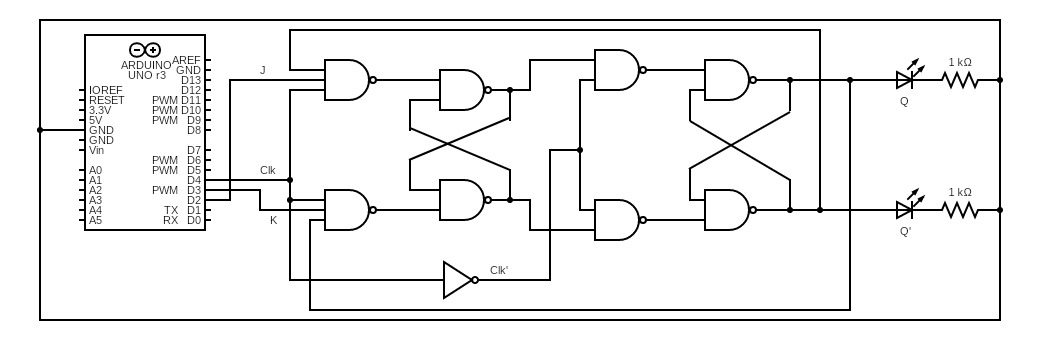 ARDUINO
UNO r3
AREF
GND
D13
IOREF
D12
RESET
PWM D11
3.3V
PWM D10
5V
PWM D9
GND
D8
GND
Vin
D7
PWM D6
A0
PWM D5
A1
D4
A2
PWM D3
A3
D2
A4
TX D1
A5
RX D0
J
Clk
K
Clk'
1 kΩ
Q
1 kΩ
Q'